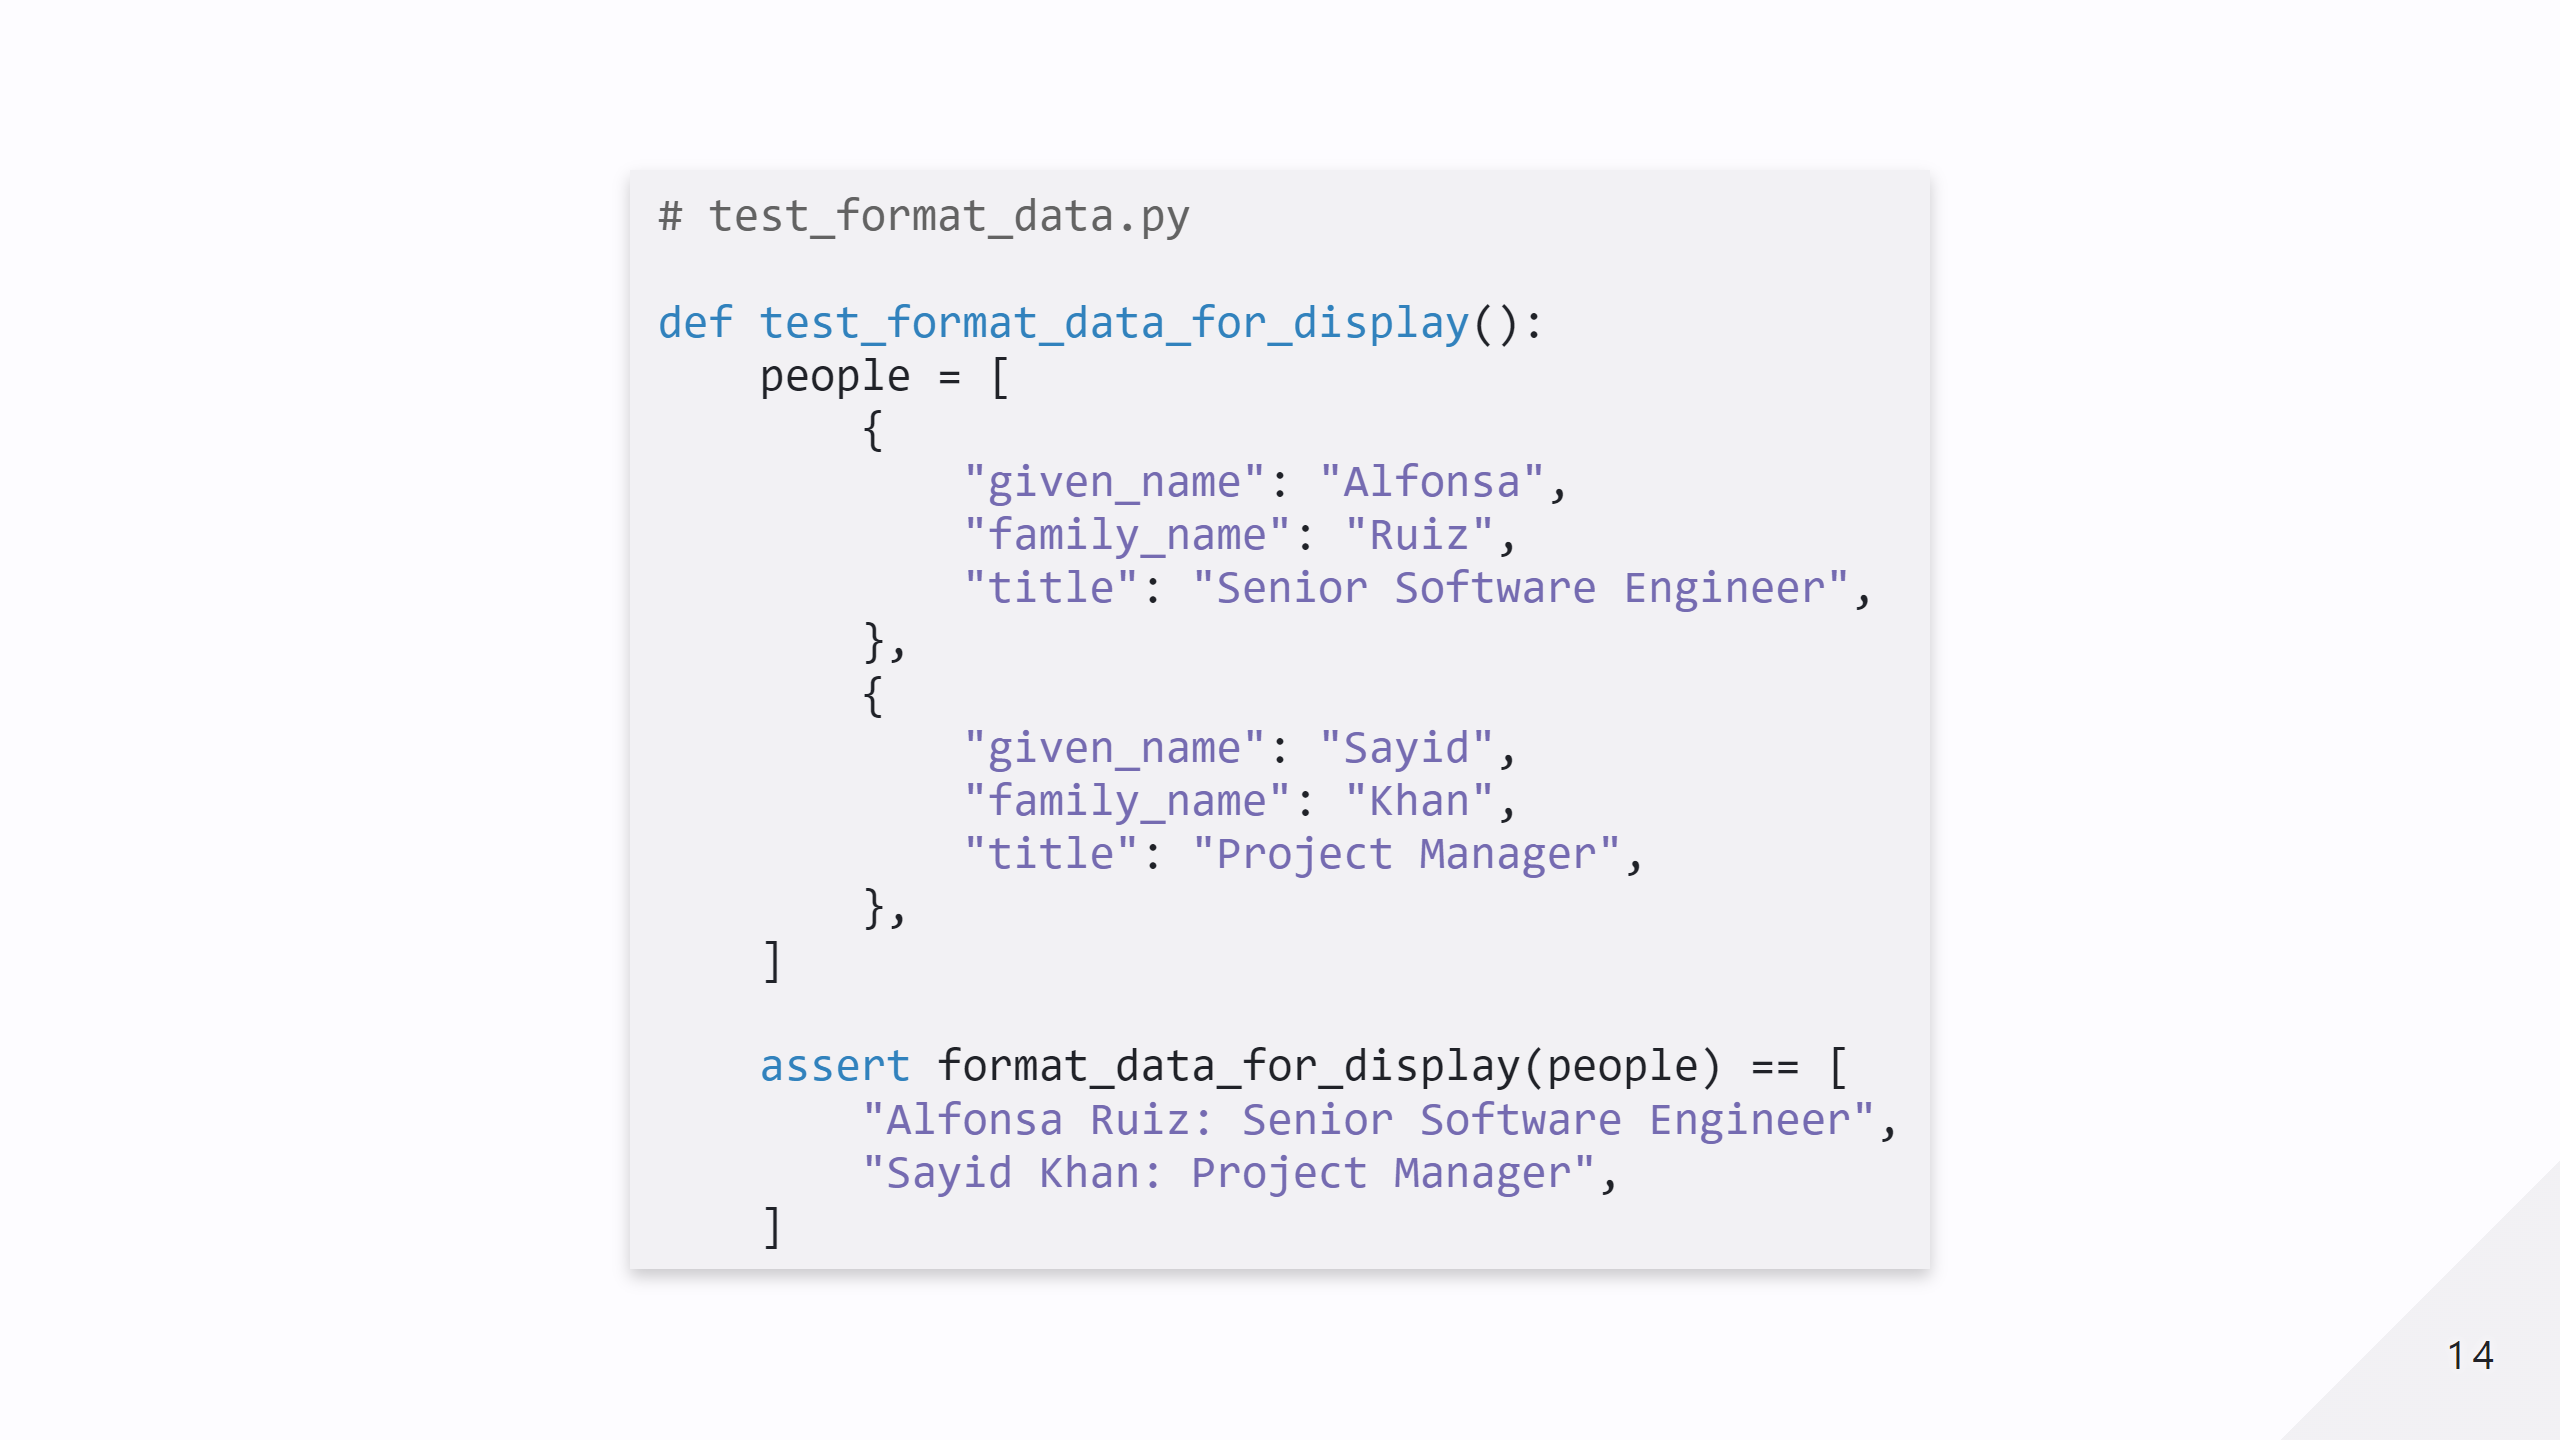 # test_format_data.py

def test_format_data_for_display():
    people = [
        {
            "given_name": "Alfonsa",
            "family_name": "Ruiz",
            "title": "Senior Software Engineer",
        },
        {
            "given_name": "Sayid",
            "family_name": "Khan",
            "title": "Project Manager",
        },
    ]

    assert format_data_for_display(people) == [
        "Alfonsa Ruiz: Senior Software Engineer",
        "Sayid Khan: Project Manager",
    ]
14